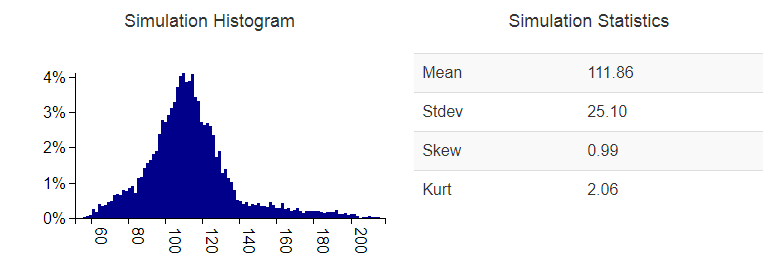 Simulation Histogram
4%
3%
2%
1%
0%
60
80
100
120
140
160
180
200
Simulation Statistics
Mean 111.86
Stdev 25.10
Skew 0.99
Kurt 2.06